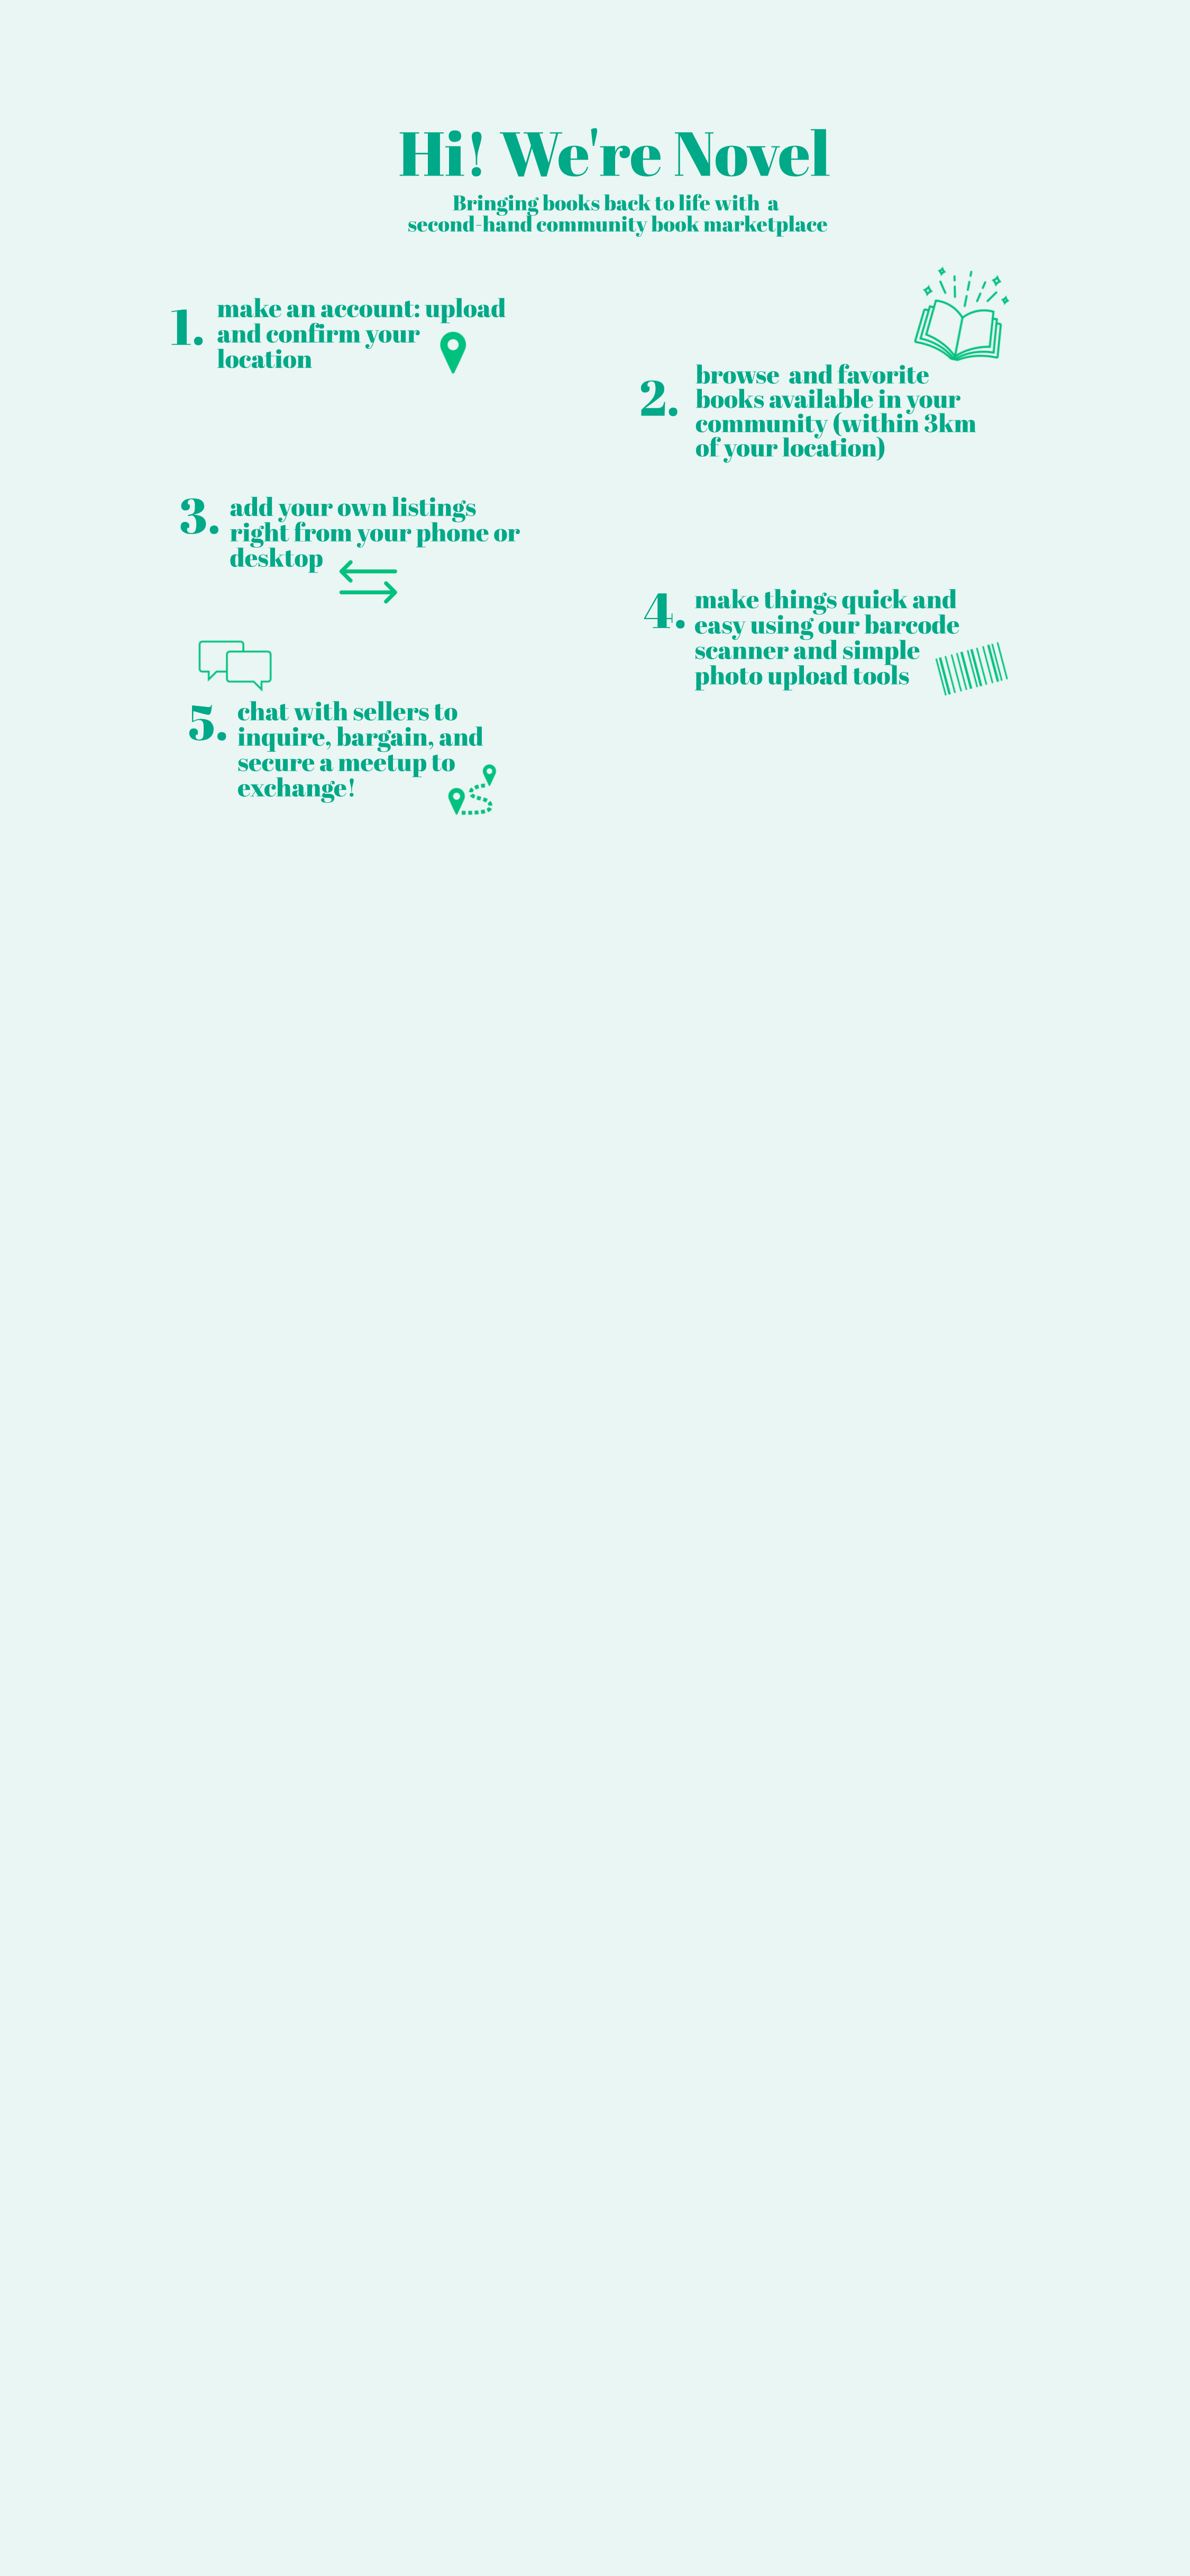 Hi! We're Novel
Bringing books back to life with a
second-hand community book marketplace
1.
make an account: upload
and confirm your
location
2.
browse and favorite
books available in your
community (within 3km
of your location)
3.
add your own listings
right from your phone or
desktop
4.
make things quick and
easy using our barcode
scanner and simple
photo upload tools
5.
chat with sellers to
inquire, bargain, and
secure a meetup to
exchange!